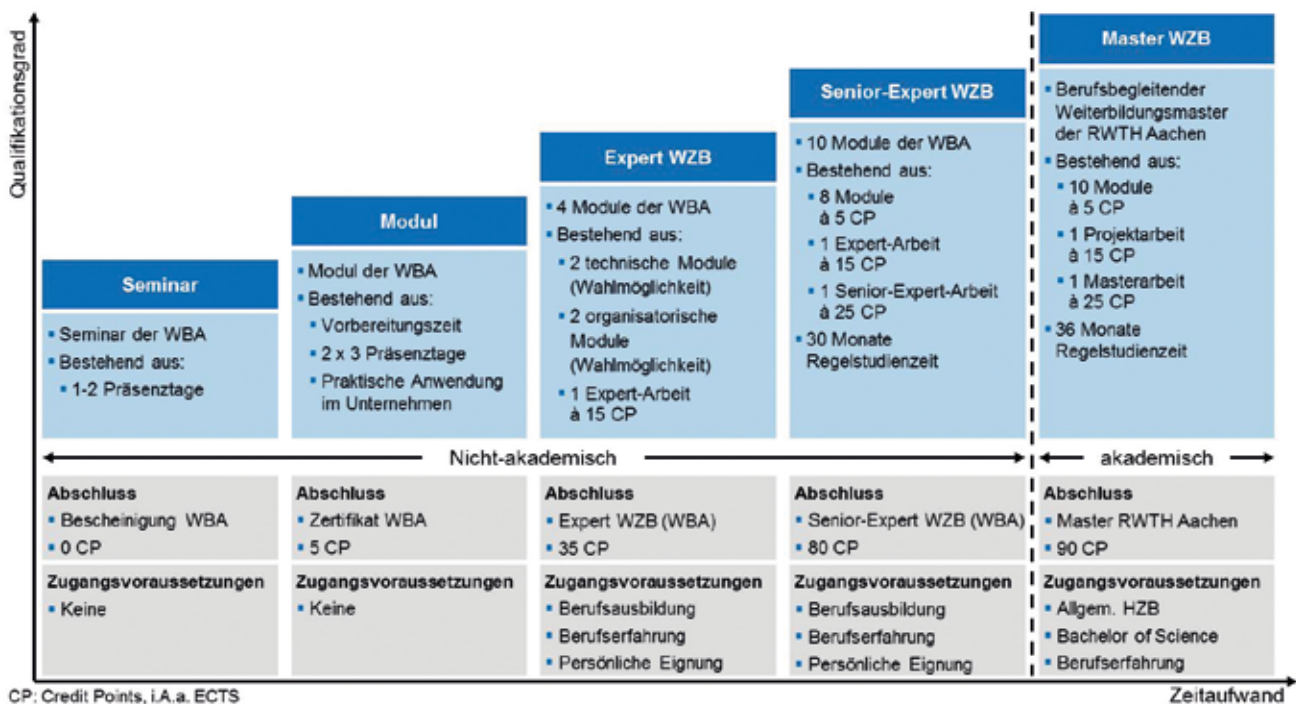 Qualifikationsgrad
Seminar
▪ Seminar der WBA
▪ Bestehend aus:
▪ 1-2 Präsenztage
Modul
▪ Modul der WBA
▪ Bestehend aus:
▪ Vorbereitungszeit
▪ 2 x 3 Präsenztage
▪ Praktische Anwendung
im Unternehmen
Expert WZB
▪ 4 Module der WBA
▪ Bestehend aus:
▪ 2 technische Module
(Wahlmöglichkeit)
▪ 2 organisatorische
Module
(Wahlmöglichkeit)
▪ 1 Expert-Arbeit
à 15 CP
Senior-Expert WZB
▪ 10 Module der WBA
▪ Bestehend aus:
▪ 8 Module
à 5 CP
▪ 1 Expert-Arbeit
à 15 CP
▪ 1 Senior-Expert-Arbeit
à 25 CP
▪ 30 Monate
Regelstudienzeit
Master WZB
▪ Berufsbegleitender
Weiterbildungsmaster
der RWTH Aachen
▪ Bestehend aus:
▪ 10 Module
à 5 CP
▪ 1 Projektarbeit
à 15 CP
▪ 1 Masterarbeit
à 25 CP
▪ 36 Monate
Regelstudienzeit
Nicht-akademisch
akademisch
Abschluss
▪ Bescheinigung WBA
▪ 0 CP
Abschluss
▪ Zertifikat WBA
▪ 5 CP
Abschluss
▪ Expert WZB (WBA)
▪ 35 CP
Abschluss
▪ Senior-Expert WZB (WBA)
▪ 80 CP
Abschluss
▪ Master RWTH Aachen
▪ 90 CP
Zugangsvoraussetzungen
▪ Keine
Zugangsvoraussetzungen
▪ Keine
Zugangsvoraussetzungen
▪ Berufsausbildung
▪ Berufserfahrung
▪ Persönliche Eignung
Zugangsvoraussetzungen
▪ Berufsausbildung
▪ Berufserfahrung
▪ Persönliche Eignung
Zugangsvoraussetzungen
▪ Allgem. HZB
▪ Bachelor of Science
▪ Berufserfahrung
CP: Credit Points, i.A.a. ECTS
Zeitaufwand